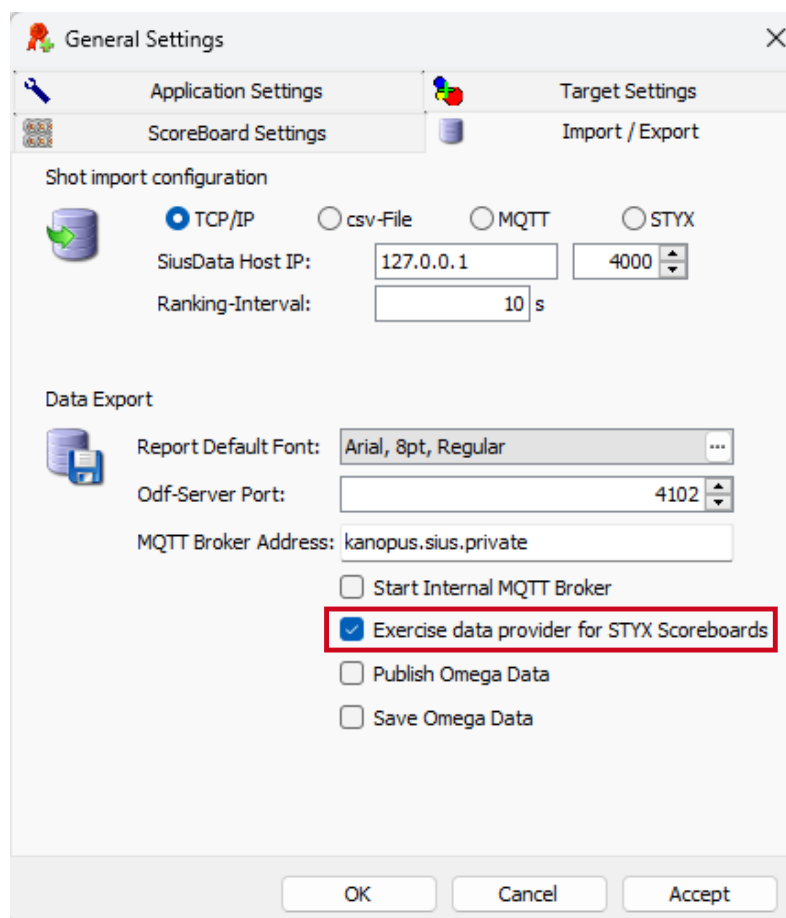 General Settings
Application Settings
Target Settings
ScoreBoard Settings
Import / Export
Shot import configuration
TCP/IP csv-File MQTT STYX
SiusData Host IP: 127.0.0.1 4000
Ranking-Interval: 10 s
Data Export
Report Default Font: Arial, 8pt, Regular ...
Odf-Server Port: 4102
MQTT Broker Address: kanopus.sius.private
Start Internal MQTT Broker
Exercise data provider for STYX Scoreboards
Publish Omega Data
Save Omega Data
OK Cancel Accept